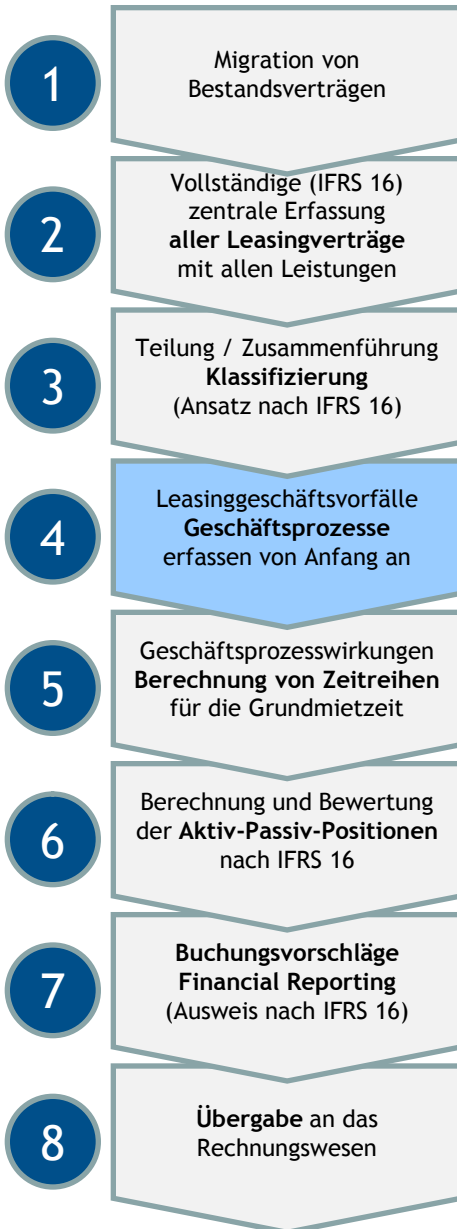 1
Migration von
Bestandsverträgen
2
Vollständige (IFRS 16)
zentrale Erfassung
aller Leasingverträge
mit allen Leistungen
3
Teilung / Zusammenführung
Klassifizierung
(Ansatz nach IFRS 16)
4
Leasinggeschäftsvorfälle
Geschäftsprozesse
erfassen von Anfang an
5
Geschäftsprozesswirkungen
Berechnung von Zeitreihen
für die Grundmietzeit
6
Berechnung und Bewertung
der Aktiv-Passiv-Positionen
nach IFRS 16
7
Buchungsvorschläge
Financial Reporting
(Ausweis nach IFRS 16)
8
Übergabe an das
Rechnungswesen